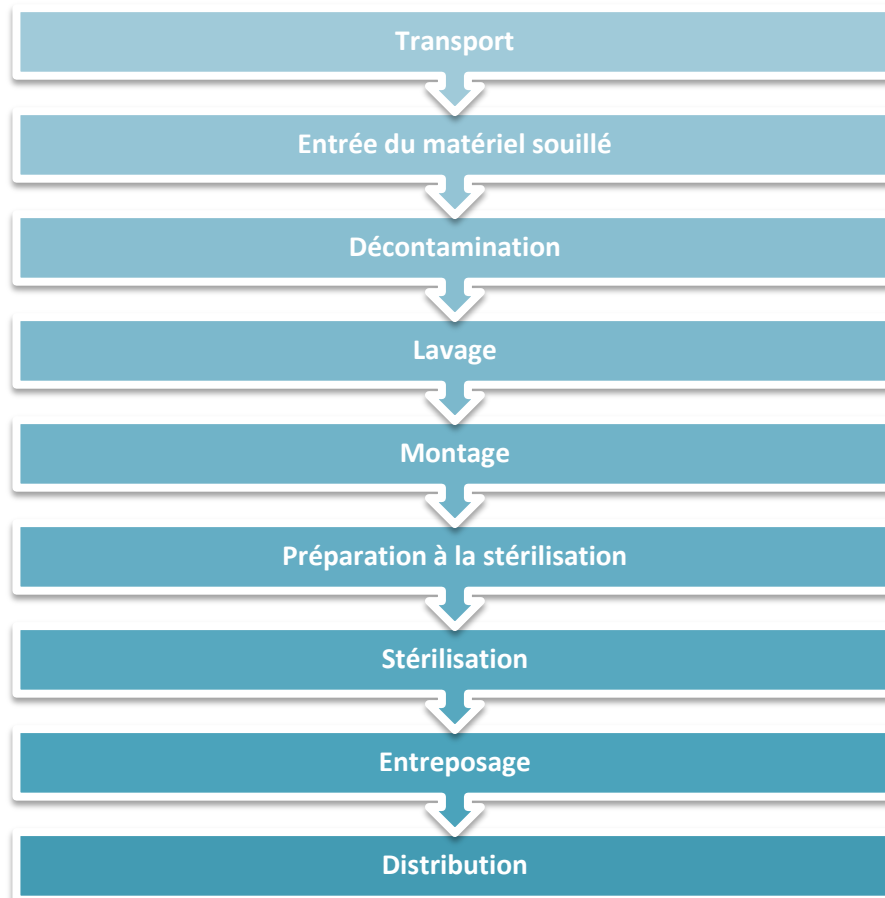 Transport
Entrée du matériel souillé
Décontamination
Lavage
Montage
Préparation à la stérilisation
Stérilisation
Entreposage
Distribution